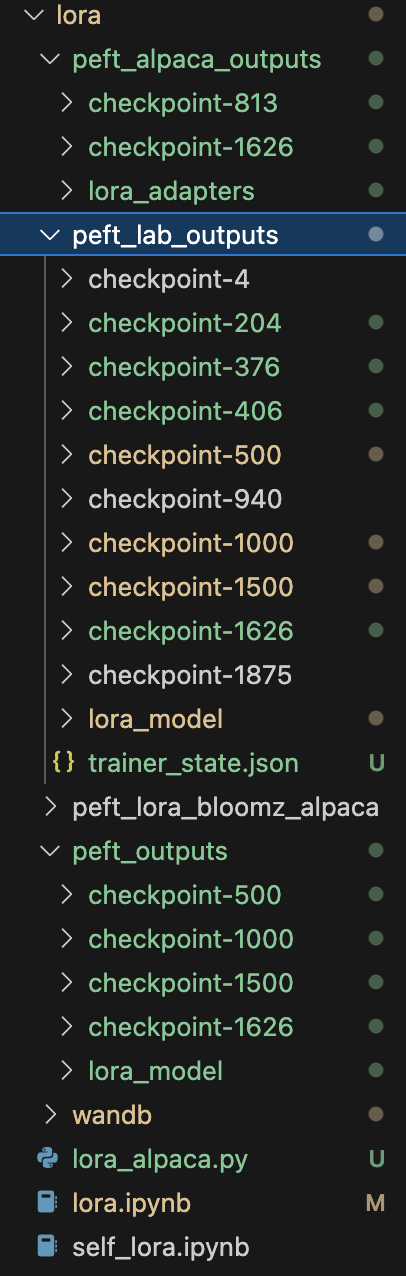 lora
peft_alpaca_outputs
checkpoint-813
checkpoint-1626
lora_adapters
peft_lab_outputs
checkpoint-4
checkpoint-204
checkpoint-376
checkpoint-406
checkpoint-500
checkpoint-940
checkpoint-1000
checkpoint-1500
checkpoint-1626
checkpoint-1875
lora_model
{} trainer_state.json U
peft_lora_bloomz_alpaca
peft_outputs
checkpoint-500
checkpoint-1000
checkpoint-1500
checkpoint-1626
lora_model
wandb
lora_alpaca.py U
lora.ipynb M
self_lora.ipynb